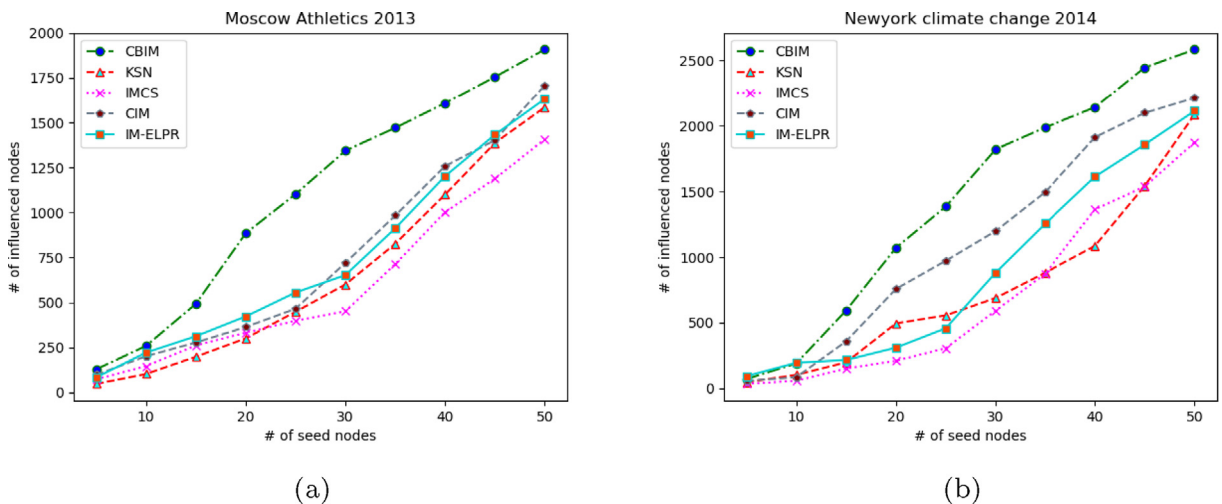 Moscow Athletics 2013
# of influenced nodes
2000
1750
1500
1250
1000
750
500
250
0
CBIM
KSN
IMCS
CIM
IM-ELPR
10
20
30
40
50
# of seed nodes
(a)
Newyork climate change 2014
# of influenced nodes
2500
2000
1500
1000
500
0
CBIM
KSN
IMCS
CIM
IM-ELPR
10
20
30
40
50
# of seed nodes
(b)